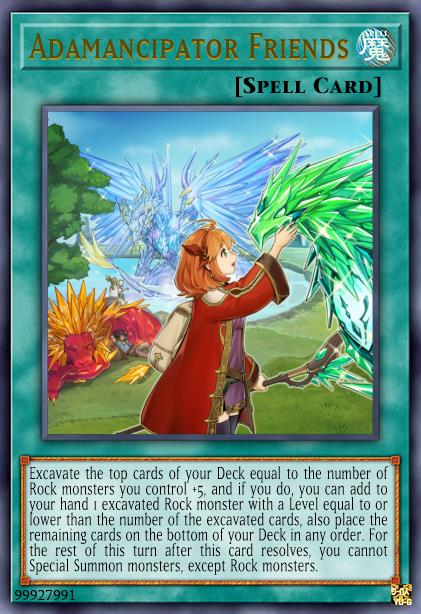 Adamancipator Friends
SPELL
魔
[Spell Card]
Excavate the top cards of your Deck equal to the number of
Rock monsters you control +5, and if you do, you can add to
your hand 1 excavated Rock monster with a Level equal to or
lower than the number of the excavated cards, also place the
remaining cards on the bottom of your Deck in any order. For
the rest of this turn after this card resolves, you cannot
Special Summon monsters, except Rock monsters.
99927991